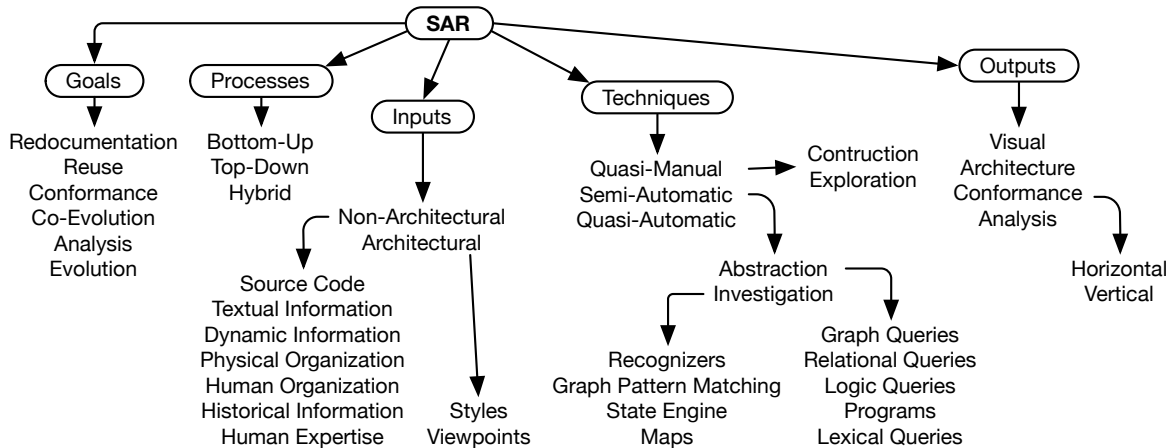 SAR
Goals
Processes
Inputs
Techniques
Outputs
Redocumentation
Reuse
Conformance
Co-Evolution
Analysis
Evolution
Bottom-Up
Top-Down
Hybrid
Non-Architectural
Architectural
Source Code
Textual Information
Dynamic Information
Physical Organization
Human Organization
Historical Information
Human Expertise
Styles
Viewpoints
Quasi-Manual
Semi-Automatic
Quasi-Automatic
Contruction
Exploration
Abstraction
Investigation
Recognizers
Graph Pattern Matching
State Engine
Maps
Graph Queries
Relational Queries
Logic Queries
Programs
Lexical Queries
Visual
Architecture
Conformance
Analysis
Horizontal
Vertical